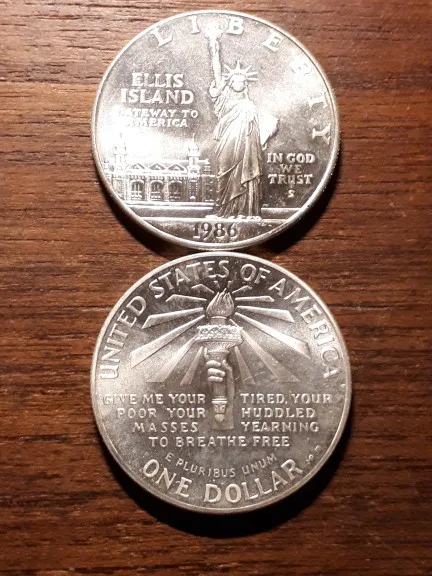 LIBERTY
ELLIS
ISLAND
GATEWAY TO
AMERICA
IN GOD
WE
TRUST
S
1986
UNITED STATES OF AMERICA
GIVE ME YOUR TIRED, YOUR
POOR YOUR HUDDLED
MASSES YEARNING
TO BREATHE FREE
E PLURIBUS UNUM
ONE DOLLAR